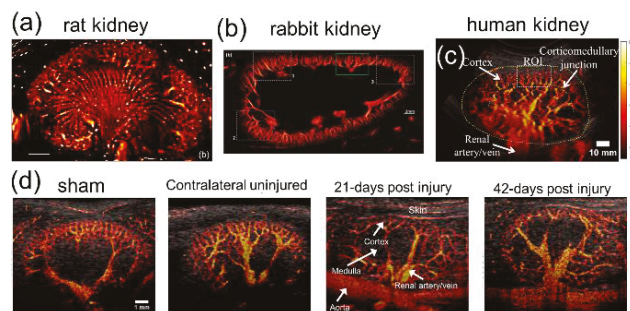 (a) rat kidney
(b)
(b) rabbit kidney
(c) human kidney
Cortex
ROI
Corticomedullary
junction
Renal
artery/vein
10 mm
(d) sham
Contralateral uninjured
21-days post injury
42-days post injury
1 mm
Skin
Cortex
Medulla
Renal artery/vein
Aorta